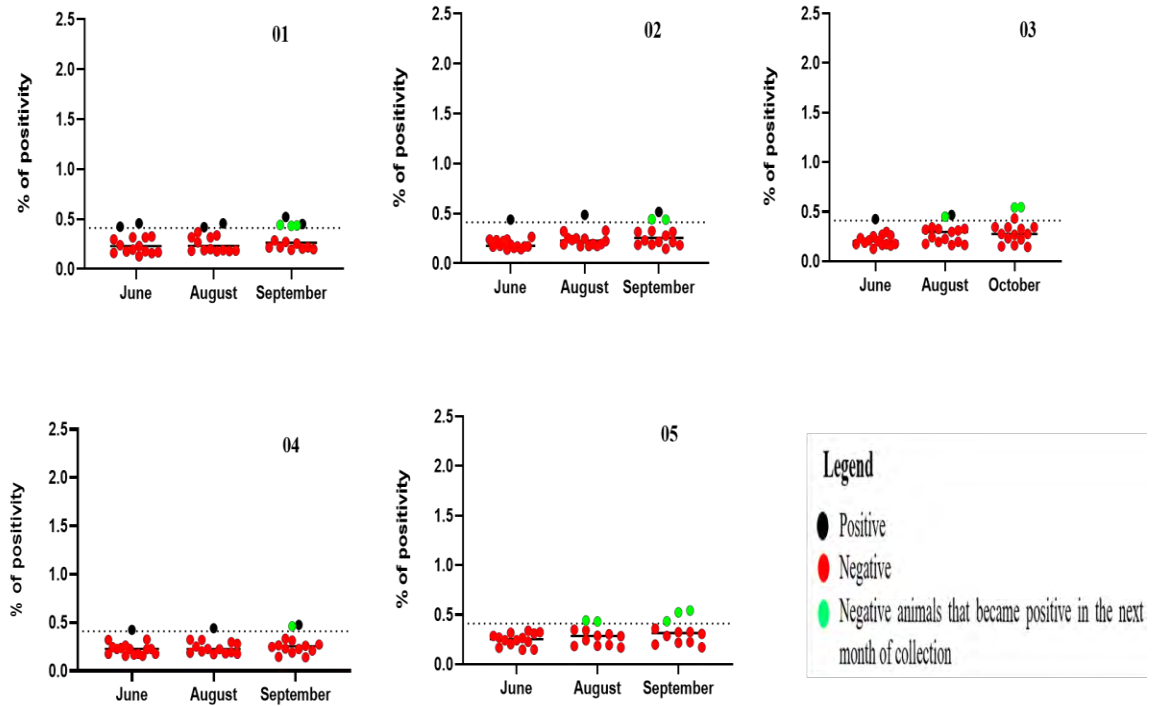 01
% of positivity
2.5
2.0
1.5
1.0
0.5
0.0
June August September
02
% of positivity
2.5
2.0
1.5
1.0
0.5
0.0
June August September
03
% of positivity
2.5
2.0
1.5
1.0
0.5
0.0
June August October
04
% of positivity
2.5
2.0
1.5
1.0
0.5
0.0
June August September
05
% of positivity
2.5
2.0
1.5
1.0
0.5
0.0
June August September
Legend
Positive
Negative
Negative animals that became positive in the next
month of collection